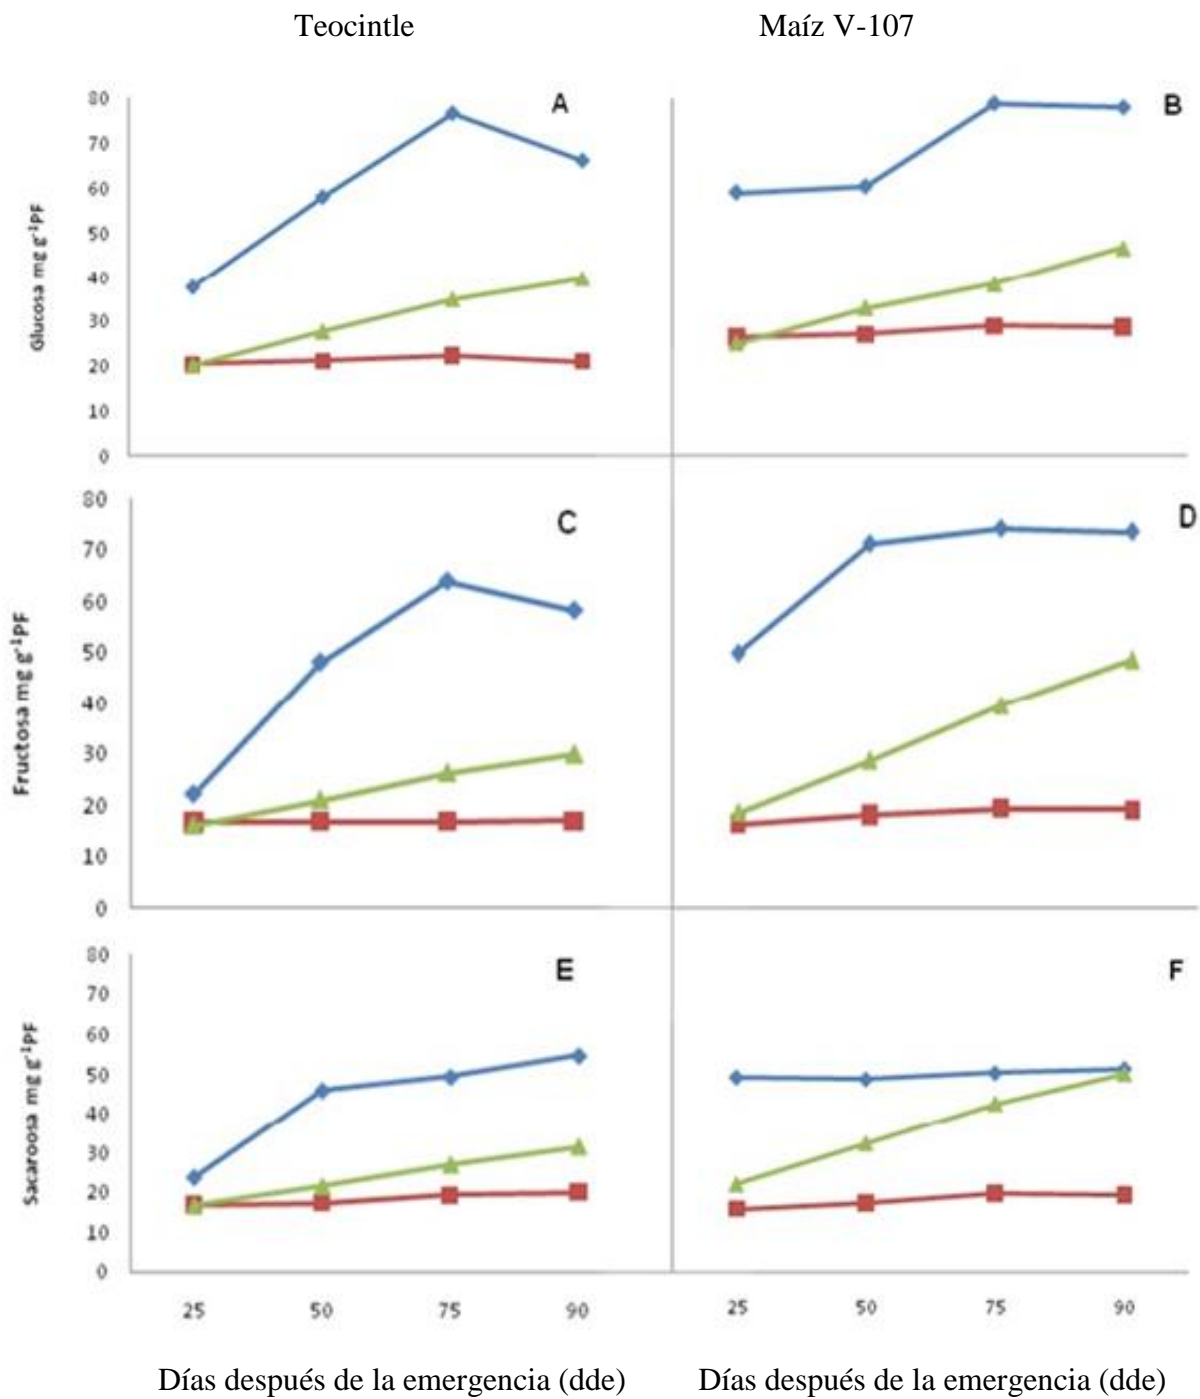 Teocintle Maíz V-107
A
B
Glucosa mg g-1PF
80
70
60
50
40
30
20
10
0
C
D
Fructosa mg g-1PF
80
70
60
50
40
30
20
10
0
E
F
Sacaroosa mg g-1PF
80
70
60
50
40
30
20
10
0
25 50 75 90 25 50 75 90
Días después de la emergencia (dde) Días después de la emergencia (dde)